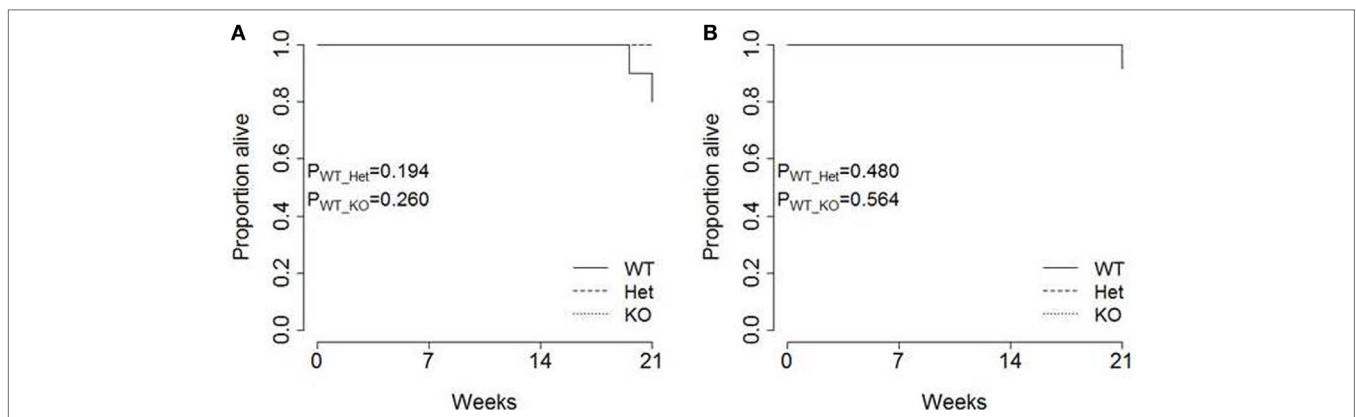 A
Proportion alive
1.0
0.8
0.6
0.4
0.2
0.0
PWT_Het=0.194
PWT_KO=0.260
WT
Het
KO
0 7 14 21
Weeks
B
Proportion alive
1.0
0.8
0.6
0.4
0.2
0.0
PWT_Het=0.480
PWT_KO=0.564
WT
Het
KO
0 7 14 21
Weeks